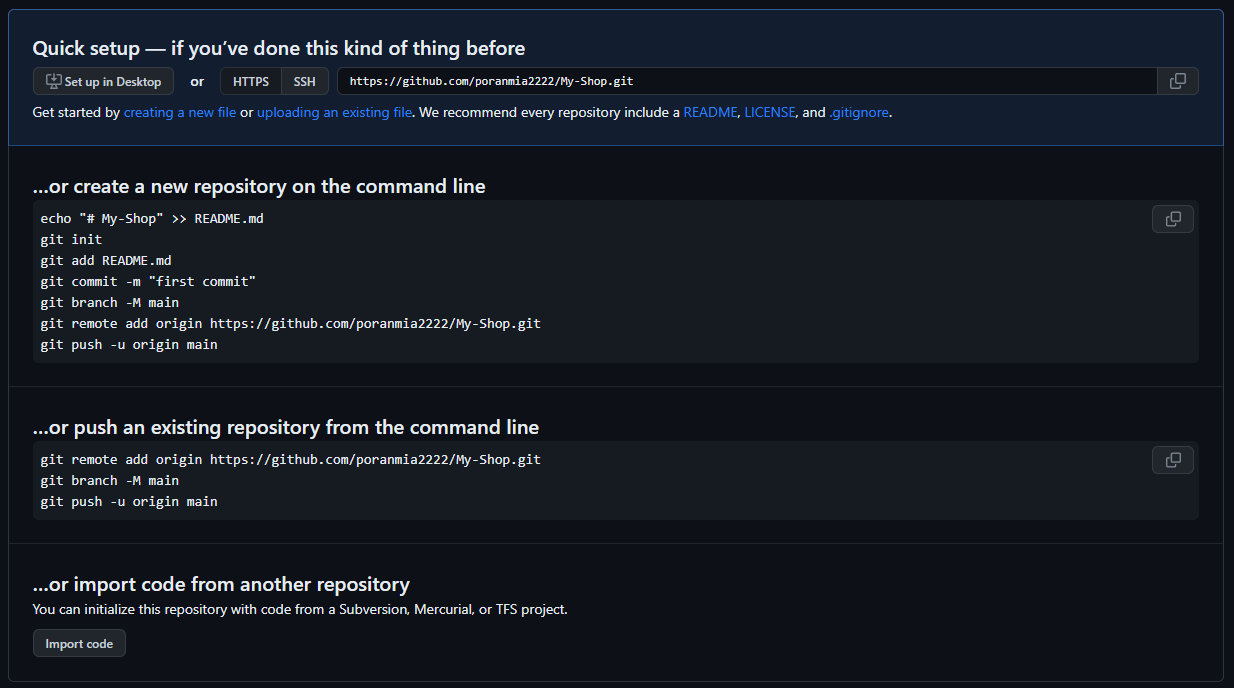 Quick setup — if you’ve done this kind of thing before
Set up in Desktop or HTTPS SSH https://github.com/poranmia2222/My-Shop.git
Get started by creating a new file or uploading an existing file. We recommend every repository include a README, LICENSE, and .gitignore.
…or create a new repository on the command line
echo "# My-Shop" >> README.md
git init
git add README.md
git commit -m "first commit"
git branch -M main
git remote add origin https://github.com/poranmia2222/My-Shop.git
git push -u origin main
…or push an existing repository from the command line
git remote add origin https://github.com/poranmia2222/My-Shop.git
git branch -M main
git push -u origin main
…or import code from another repository
You can initialize this repository with code from a Subversion, Mercurial, or TFS project.
Import code